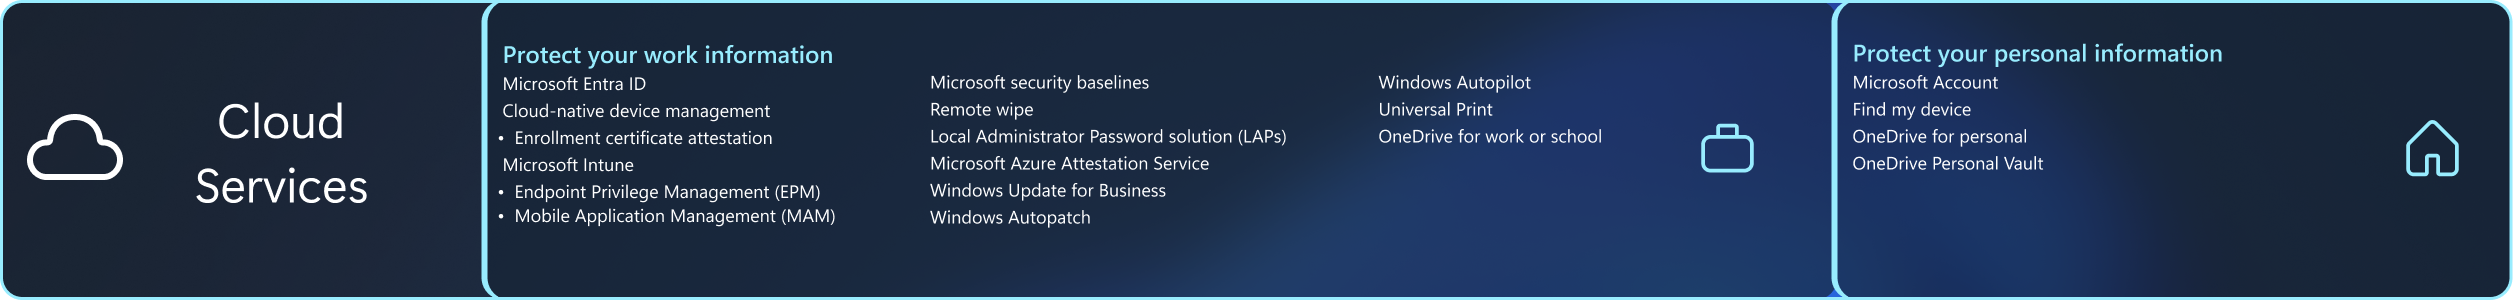 Cloud
Services
Protect your work information
Microsoft Entra ID
Cloud-native device management
• Enrollment certificate attestation
Microsoft Intune
• Endpoint Privilege Management (EPM)
• Mobile Application Management (MAM)
Microsoft security baselines
Remote wipe
Local Administrator Password solution (LAPs)
Microsoft Azure Attestation Service
Windows Update for Business
Windows Autopatch
Windows Autopilot
Universal Print
OneDrive for work or school
Protect your personal information
Microsoft Account
Find my device
OneDrive for personal
OneDrive Personal Vault